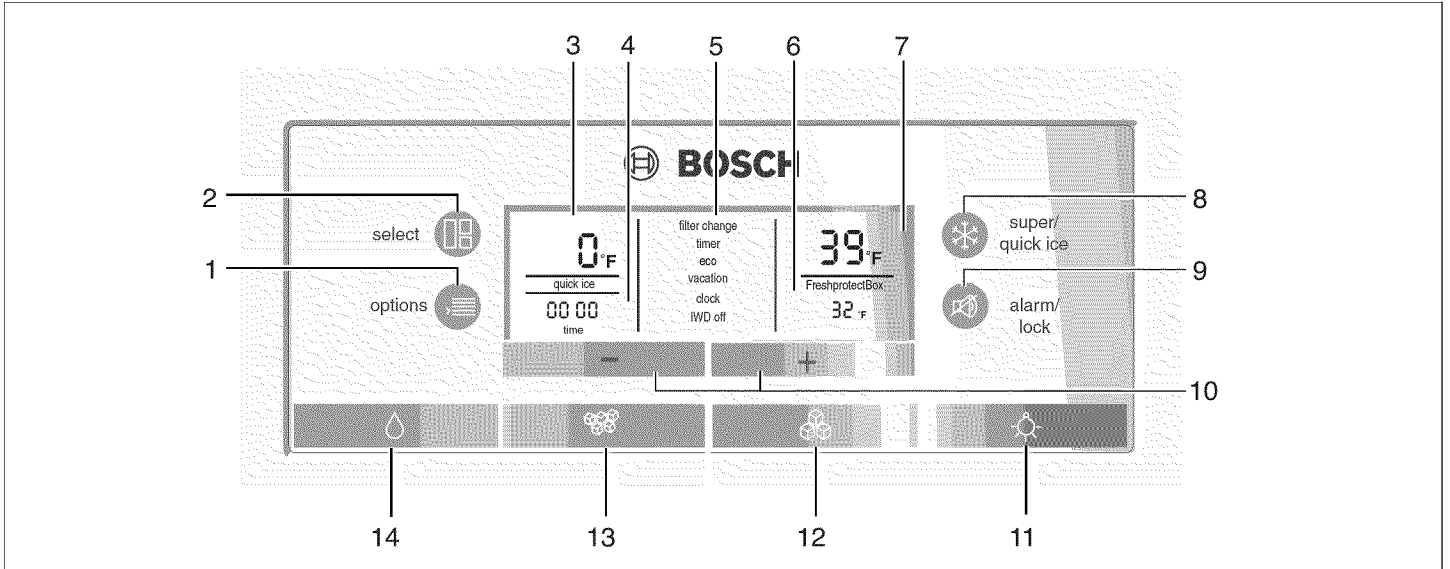 3 4 5 6 7
BOSCH
2
select
1
options
0°F
quick ice
00 00
time
filter change
timer
eco
vacation
clock
IWD off
39°F
FreshprotectBox
32°F
8
super/
quick ice
9
alarm/
lock
- +
10
14 13 12 11